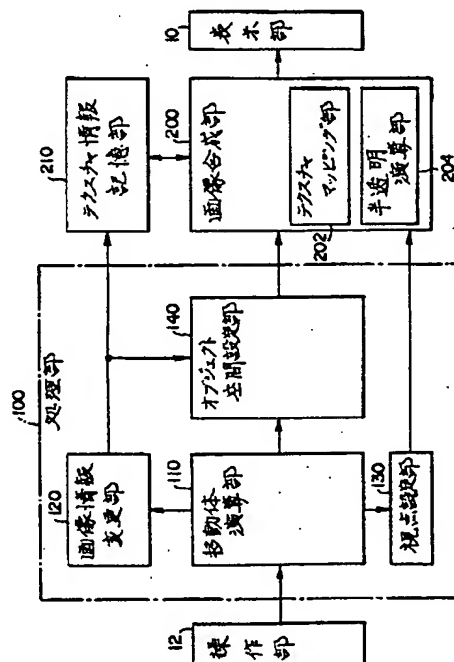 12
操作部
100
処理部
120
画像情報
変更部
110
移動体
演算部
130
視点設定部
140
オブジェクト
空間設定部
210
テクスチャ情報
記憶部
200
画像合成部
202
テクスチャ
マッピング部
204
半透明
演算部
10
表示部